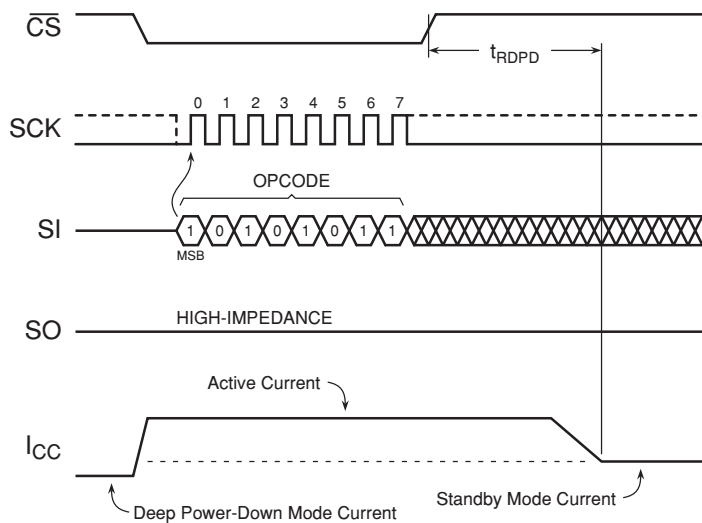 CS
tRDPD
0 1 2 3 4 5 6 7
SCK
OPCODE
SI
1 0 1 0 1 0 1 1
MSB
HIGH-IMPEDANCE
SO
Active Current
ICC
Deep Power-Down Mode Current
Standby Mode Current